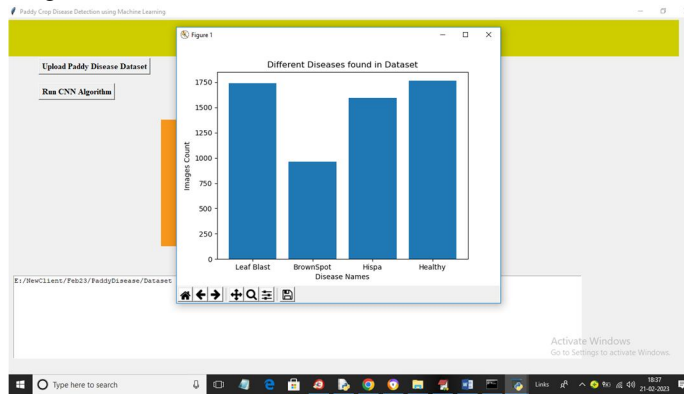 Paddy Crop Disease Detection using Machine Learning
Figure 1
Upload Paddy Disease Dataset
Run CNN Algorithm
Different Diseases found in Dataset
Images Count
1750
1500
1250
1000
750
500
250
0
Leaf Blast BrownSpot Hispa Healthy
Disease Names
E:/NewClient/Feb23/PaddyDisease/Dataset
Activate Windows
Go to Settings to activate Windows.
Type here to search
Links
18:37
21-02-2023